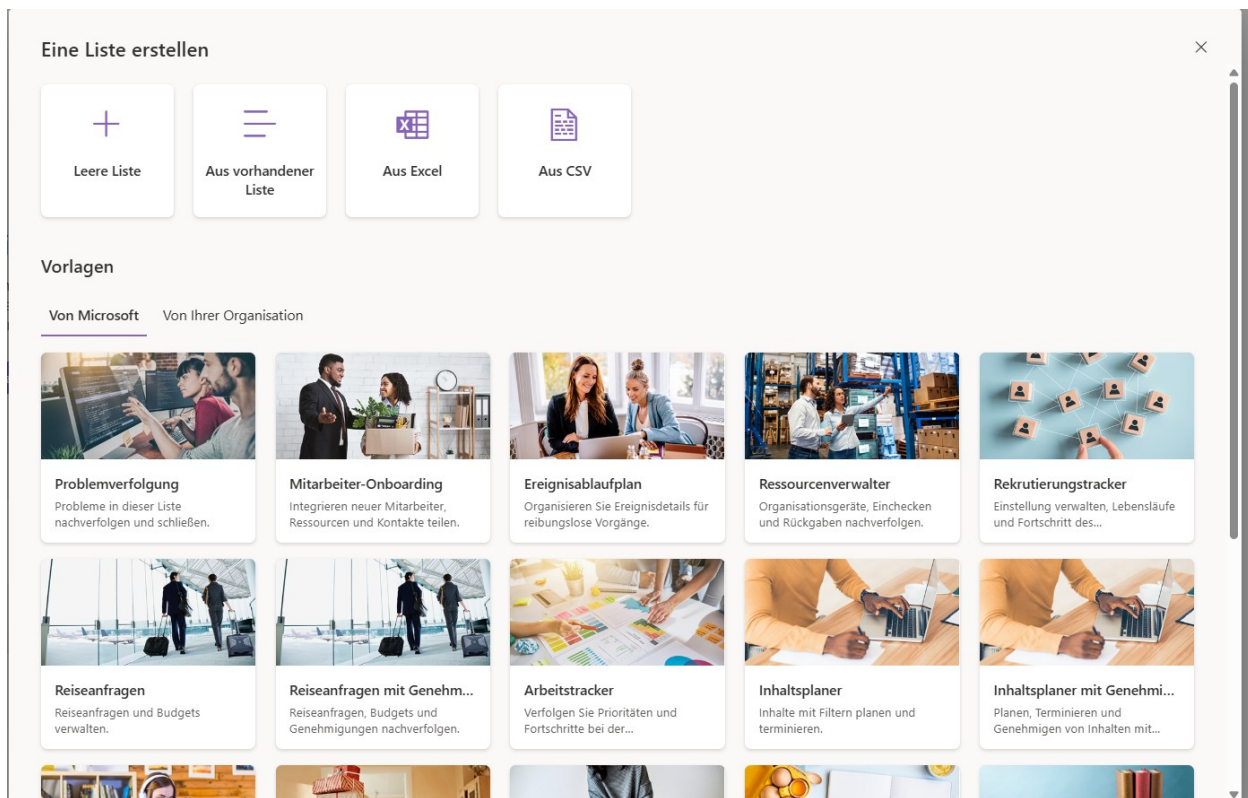 Eine Liste erstellen
Leere Liste
Aus vorhandener
Liste
Aus Excel
Aus CSV
Vorlagen
Von Microsoft
Von Ihrer Organisation
Problemverfolgung
Probleme in dieser Liste
nachverfolgen und schließen.
Mitarbeiter-Onboarding
Integrieren neuer Mitarbeiter,
Ressourcen und Kontakte teilen.
Ereignisablaufplan
Organisieren Sie Ereignisdetails für
reibungslose Vorgänge.
Ressourcenverwalter
Organisationsgeräte, Einchecken
und Rückgaben nachverfolgen.
Rekrutierungstracker
Einstellung verwalten, Lebensläufe
und Fortschritt des...
Reiseanfragen
Reiseanfragen und Budgets
verwalten.
Reiseanfragen mit Genehm...
Reiseanfragen, Budgets und
Genehmigungen nachverfolgen.
Arbeitstracker
Verfolgen Sie Prioritäten und
Fortschritte bei der...
Inhaltsplaner
Inhalte mit Filtern planen und
terminieren.
Inhaltsplaner mit Genehmi...
Planen, Terminieren und
Genehmigen von Inhalten mit...